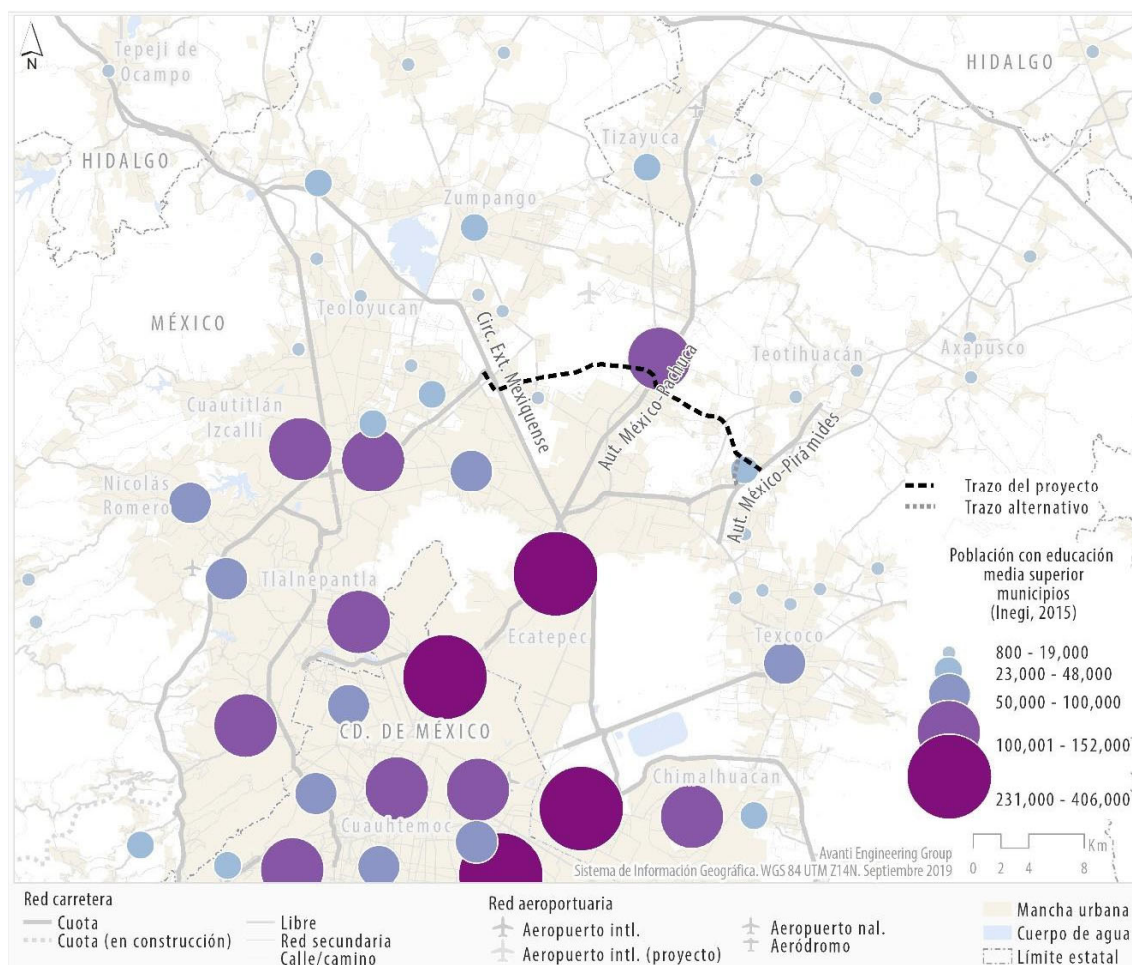 N
Tepeji de
Ocampo
HIDALGO
HIDALGO
Tizayuca
Zumpango
MÉXICO
Teoloyucan
Circ. Ext. Mexiquense
Aut. México-Pachuca
Teotihuacán
Axapusco
Cuautitlán
Izcalli
Aut. México-Pirámides
Nicolás
Romero
Tlalnepantla
Ecatepec
Texcoco
CD. DE MÉXICO
Chimalhuacán
Cuauhtemoc
Trazo del proyecto
Trazo alternativo
Población con educación
media superior
municipios
(Inegi, 2015)
800 - 19,000
23,000 - 48,000
50,000 - 100,000
100,001 - 152,000
231,000 - 406,000
Km
0 2 4 8
Avanti Engineering Group
Sistema de Información Geográfica. WGS 84 UTM Z14N. Septiembre 2019
Red carretera
Cuota
Cuota (en construcción)
Libre
Red secundaria
Calle/camino
Red aeroportuaria
Aeropuerto intl.
Aeropuerto intl. (proyecto)
Aeropuerto nal.
Aeródromo
Mancha urbana
Cuerpo de agua
Límite estatal